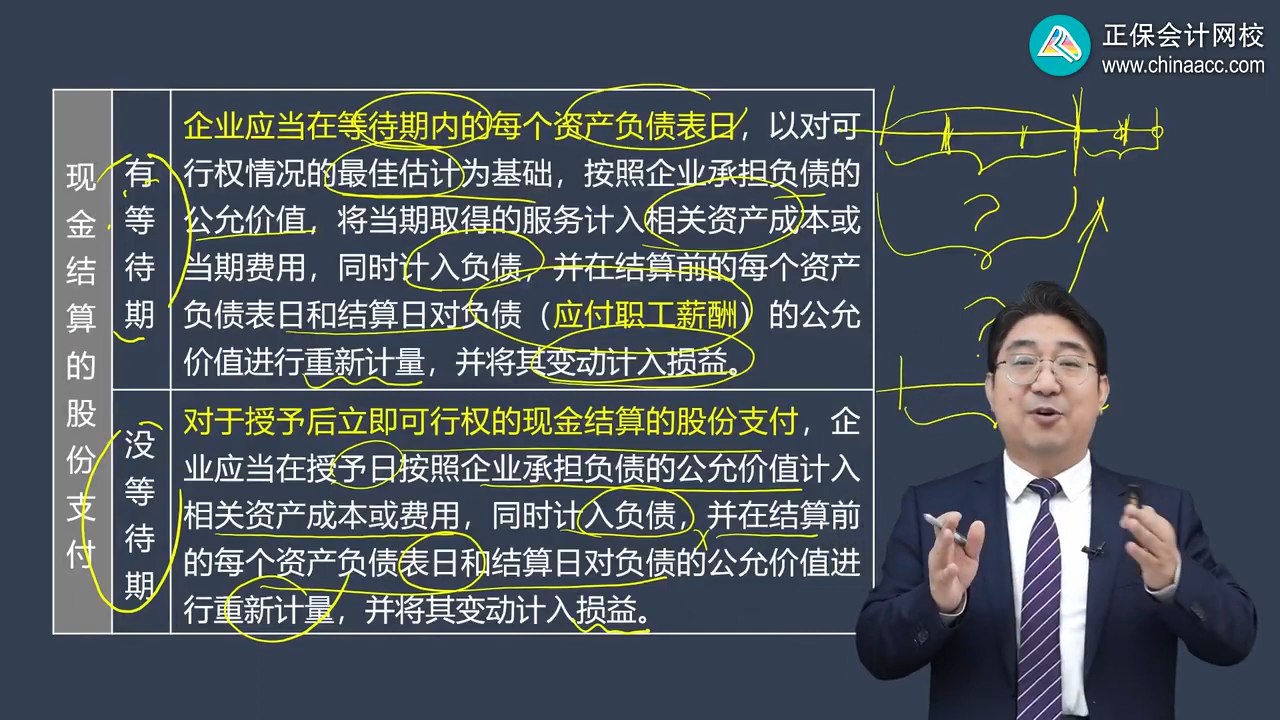 正保会计网校
www.chinaacc.com
现金结算的股份支付
有等待期
企业应当在等待期内的每个资产负债表日，以对可
行权情况的最佳估计为基础，按照企业承担负债的
公允价值，将当期取得的服务计入相关资产成本或
当期费用，同时计入负债，并在结算前的每个资产
负债表日和结算日对负债（应付职工薪酬）的公允
价值进行重新计量，并将其变动计入损益。
没等待期
对于授予后立即可行权的现金结算的股份支付，企
业应当在授予日按照企业承担负债的公允价值计入
相关资产成本或费用，同时计入负债，并在结算前
的每个资产负债表日和结算日对负债的公允价值进
行重新计量，并将其变动计入损益。
?
?